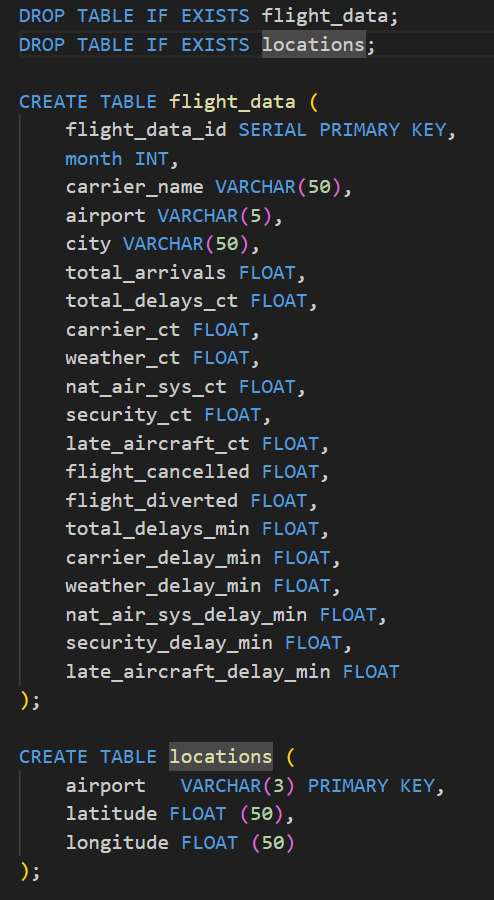 DROP TABLE IF EXISTS flight_data;
DROP TABLE IF EXISTS locations;
CREATE TABLE flight_data (
flight_data_id SERIAL PRIMARY KEY,
month INT,
carrier_name VARCHAR(50),
airport VARCHAR(5),
city VARCHAR(50),
total_arrivals FLOAT,
total_delays_ct FLOAT,
carrier_ct FLOAT,
weather_ct FLOAT,
nat_air_sys_ct FLOAT,
security_ct FLOAT,
late_aircraft_ct FLOAT,
flight_cancelled FLOAT,
flight_diverted FLOAT,
total_delays_min FLOAT,
carrier_delay_min FLOAT,
weather_delay_min FLOAT,
nat_air_sys_delay_min FLOAT,
security_delay_min FLOAT,
late_aircraft_delay_min FLOAT
);
CREATE TABLE locations (
airport   VARCHAR(3) PRIMARY KEY,
latitude FLOAT (50),
longitude FLOAT (50)
);